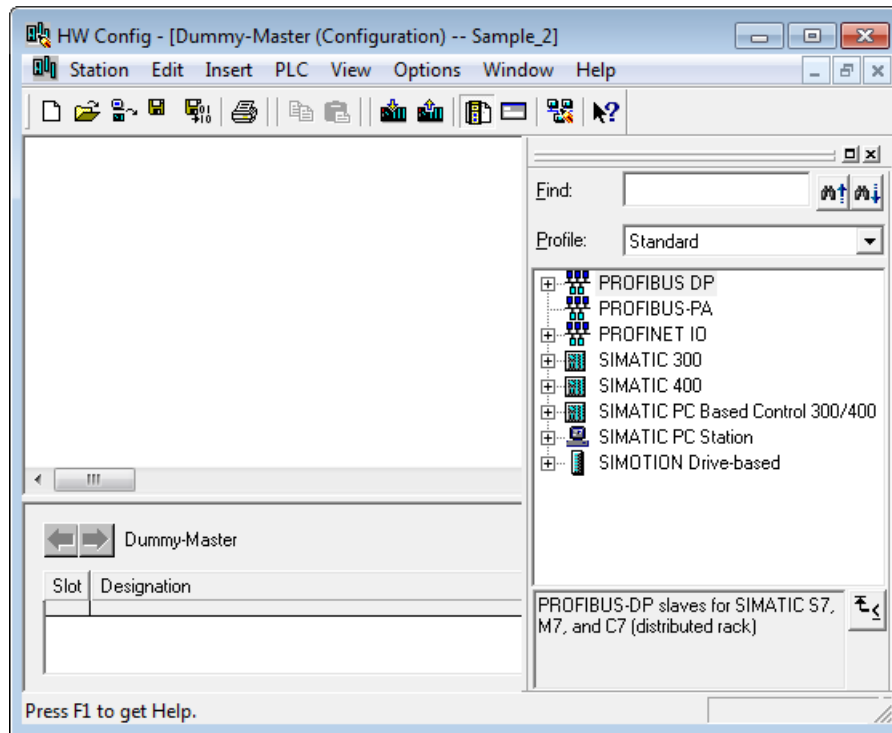 HW Config - [Dummy-Master (Configuration) -- Sample_2]
Station Edit Insert PLC View Options Window Help
Find:
Profile: Standard
PROFIBUS DP
PROFIBUS-PA
PROFINET IO
SIMATIC 300
SIMATIC 400
SIMATIC PC Based Control 300/400
SIMATIC PC Station
SIMOTION Drive-based
Dummy-Master
Slot Designation
PROFIBUS-DP slaves for SIMATIC S7,
M7, and C7 (distributed rack)
Press F1 to get Help.